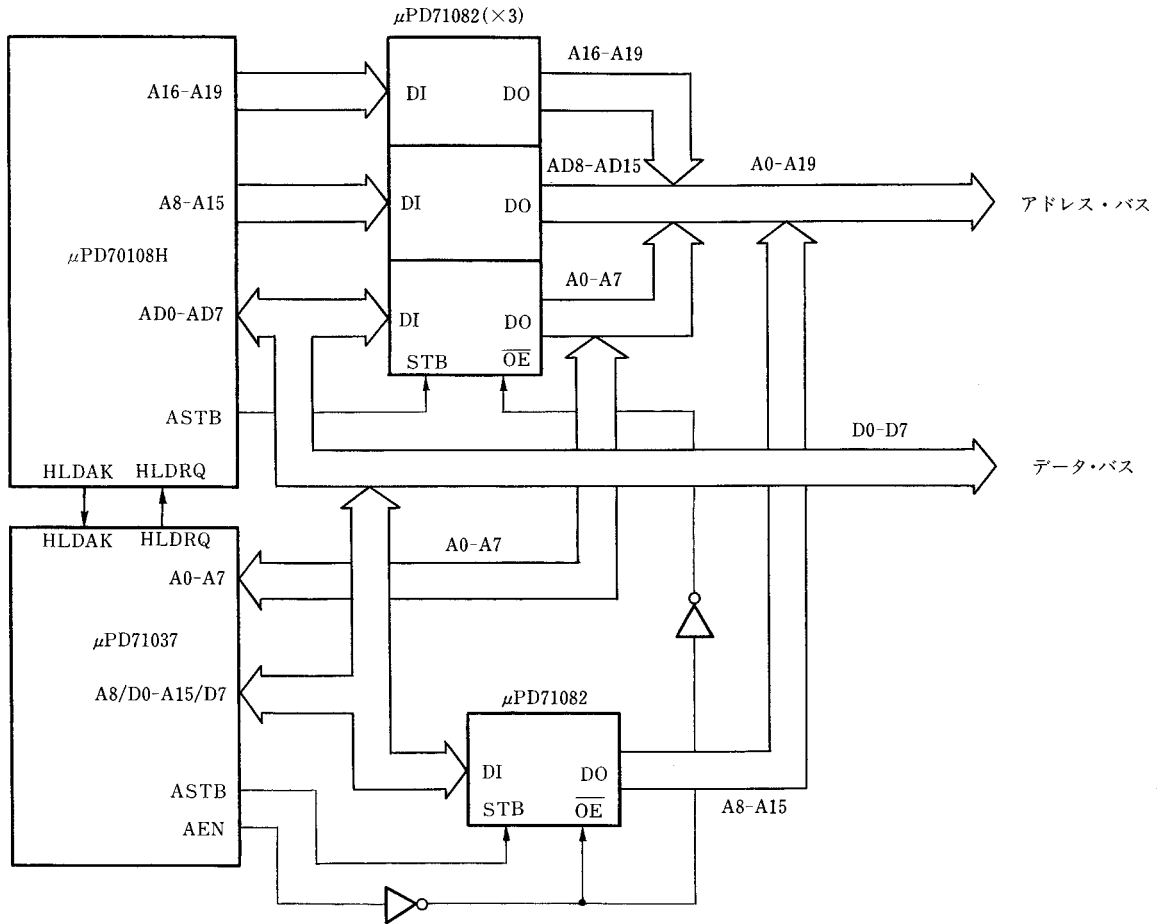 μPD71082(×3)
A16-A19
A16-A19
DI
DO
AD8-AD15
A0-A19
A8-A15
DI
DO
アドレス・バス
μPD70108H
A0-A7
AD0-AD7
DI
DO
STB
OE
ASTB
D0-D7
HLDAK
HLDRQ
データ・バス
HLDAK
HLDRQ
A0-A7
A0-A7
μPD71037
A8/D0-A15/D7
μPD71082
DI
DO
ASTB
STB
OE
A8-A15
AEN